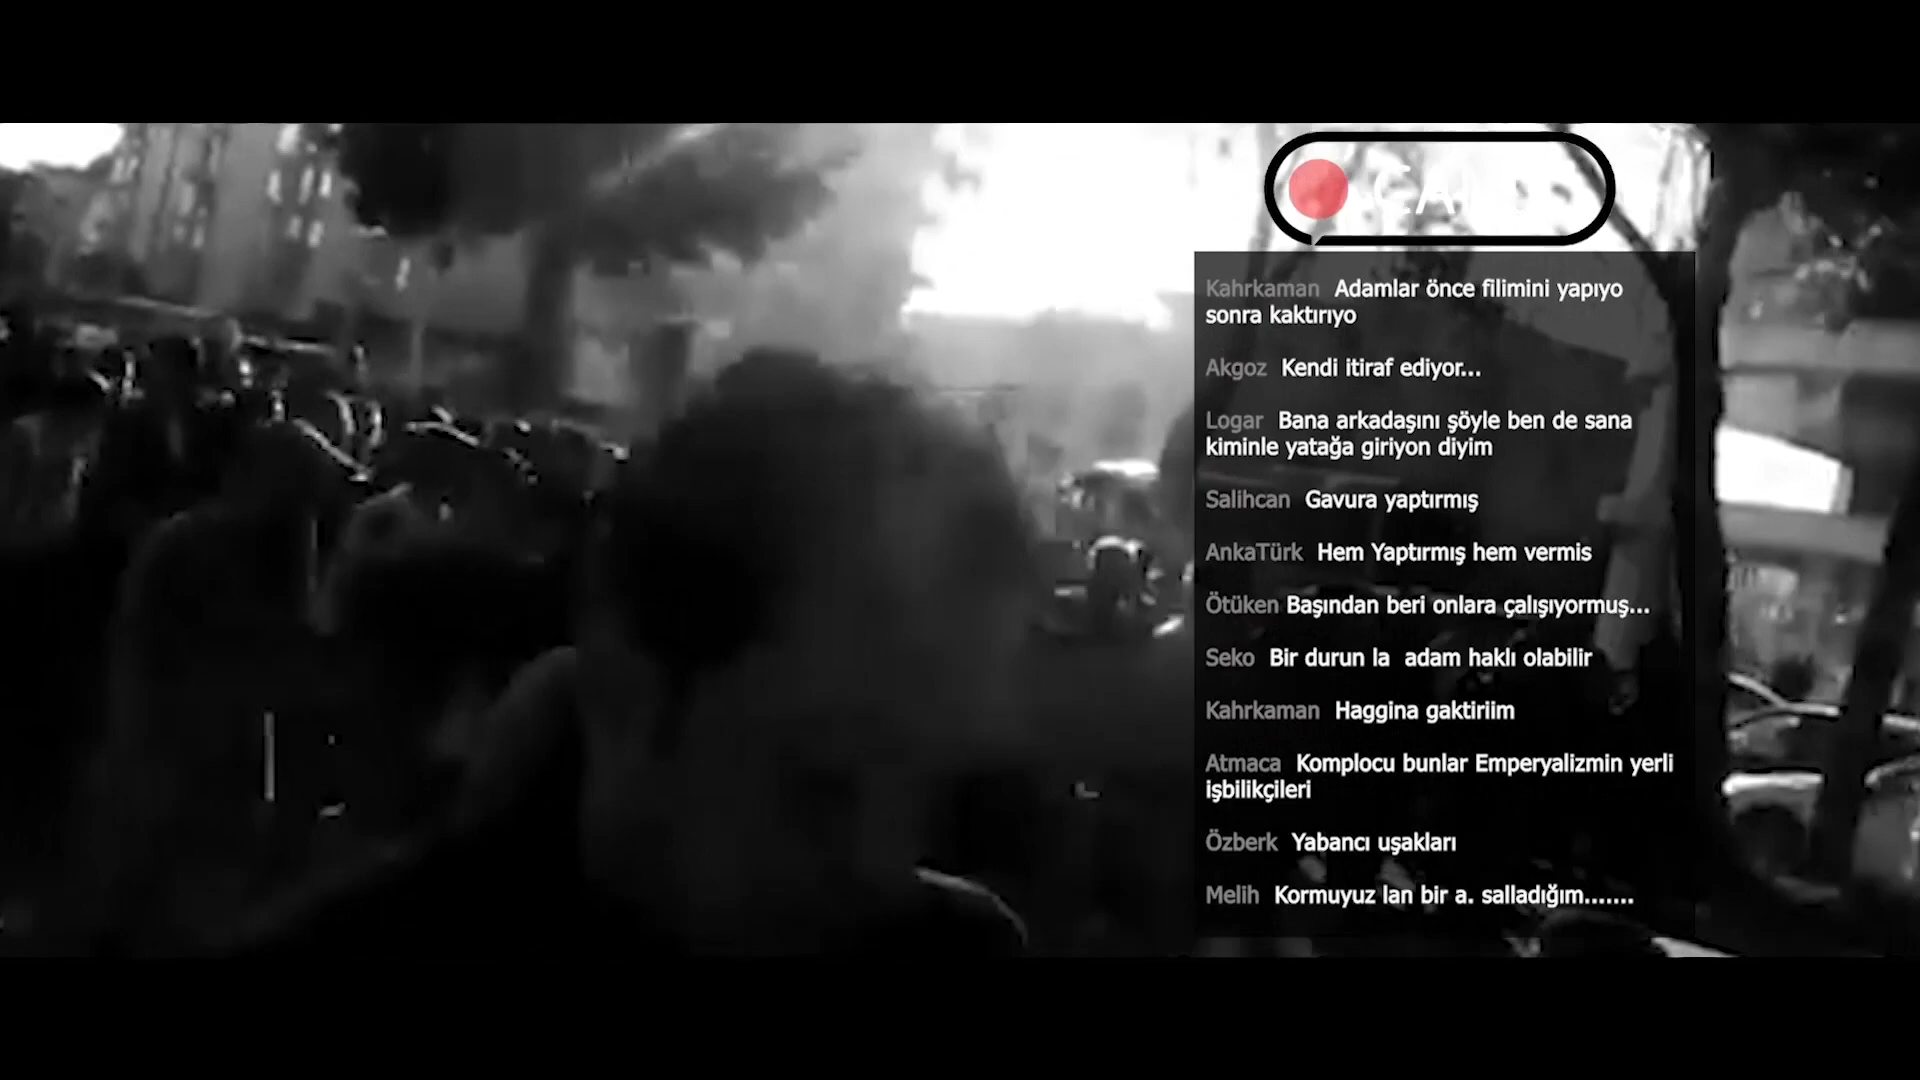 Kahrkaman Adamlar önce filimini yapıyo
sonra kaktırıyo
Akgoz Kendi itiraf ediyor...
Logar Bana arkadaşını şöyle ben de sana
kiminle yatağa giriyon diyim
Salihcan Gavura yaptırmış
AnkaTürk Hem Yaptırmış hem vermis
Ötüken Başından beri onlara çalışıyormuş...
Seko Bir durun la adam haklı olabilir
Kahrkaman Haggina gaktiriim
Atmaca Komplocu bunlar Emperyalizmin yerli
işbilikçileri
Özberk Yabancı uşakları
Melih Kormuyuz lan bir a. salladığım.......